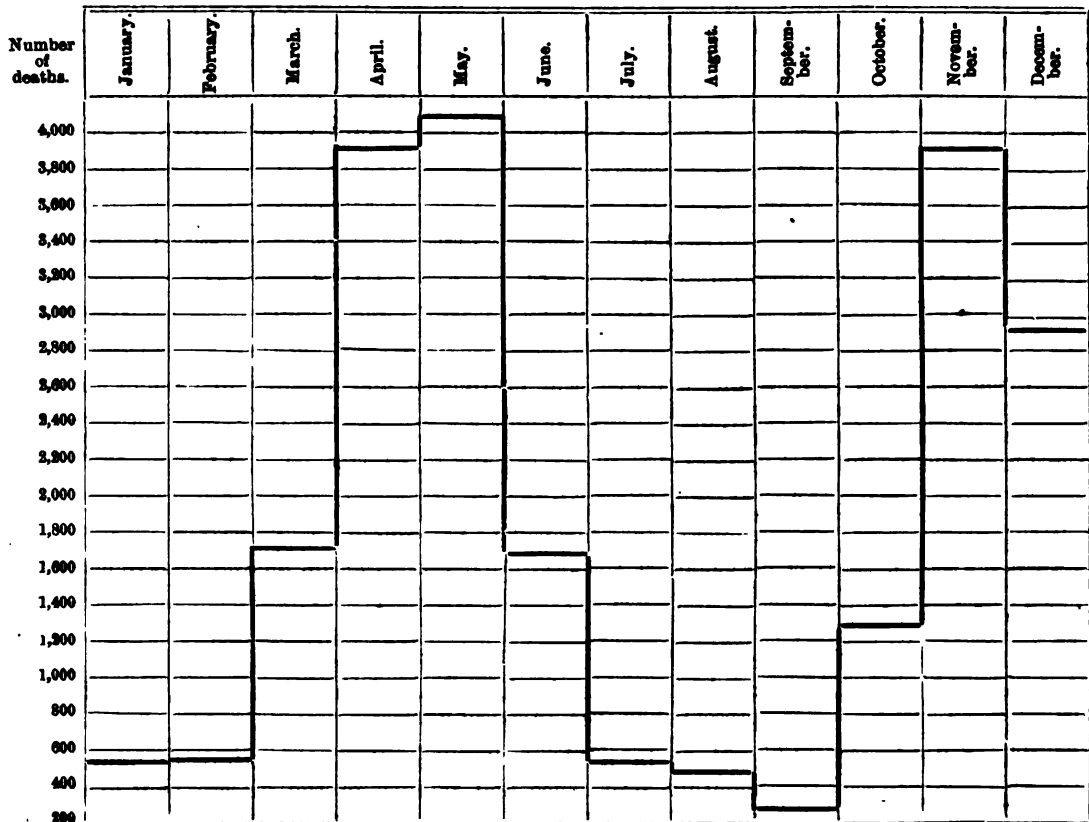 Number
of
deaths.
January.
February.
March.
April.
May.
June.
July.
August.
Septem-
ber.
October.
Novem-
ber.
Decem-
ber.
4,000
3,800
3,600
3,400
3,200
3,000
2,800
2,600
2,400
2,200
2,000
1,800
1,600
1,400
1,200
1,000
800
600
400
200